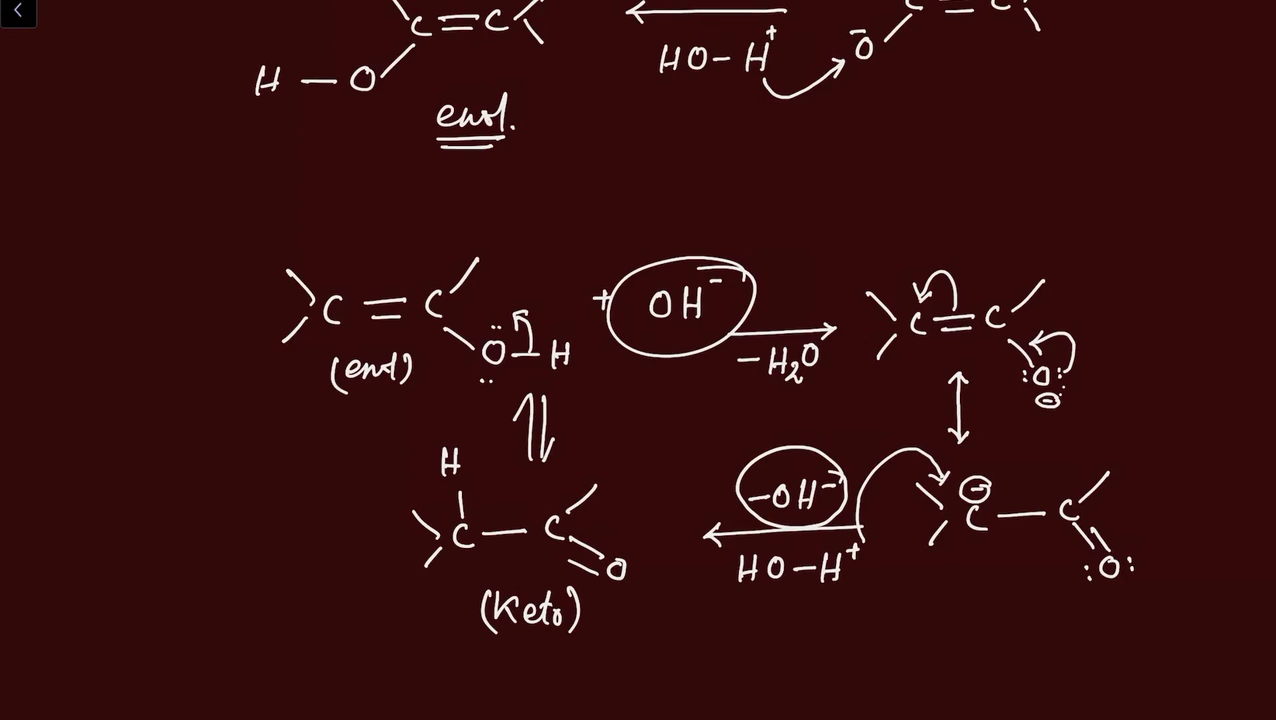 C=C
C=C
HO-H⁺
⁻O
H-O
enol.
C=C
+ OH⁻
C=C
O-H
(enol)
-H₂O
:O:
⊖
H
-OH⁻
⊖
C-C
C-C
O
HO-H⁺
:O:
(Keto)